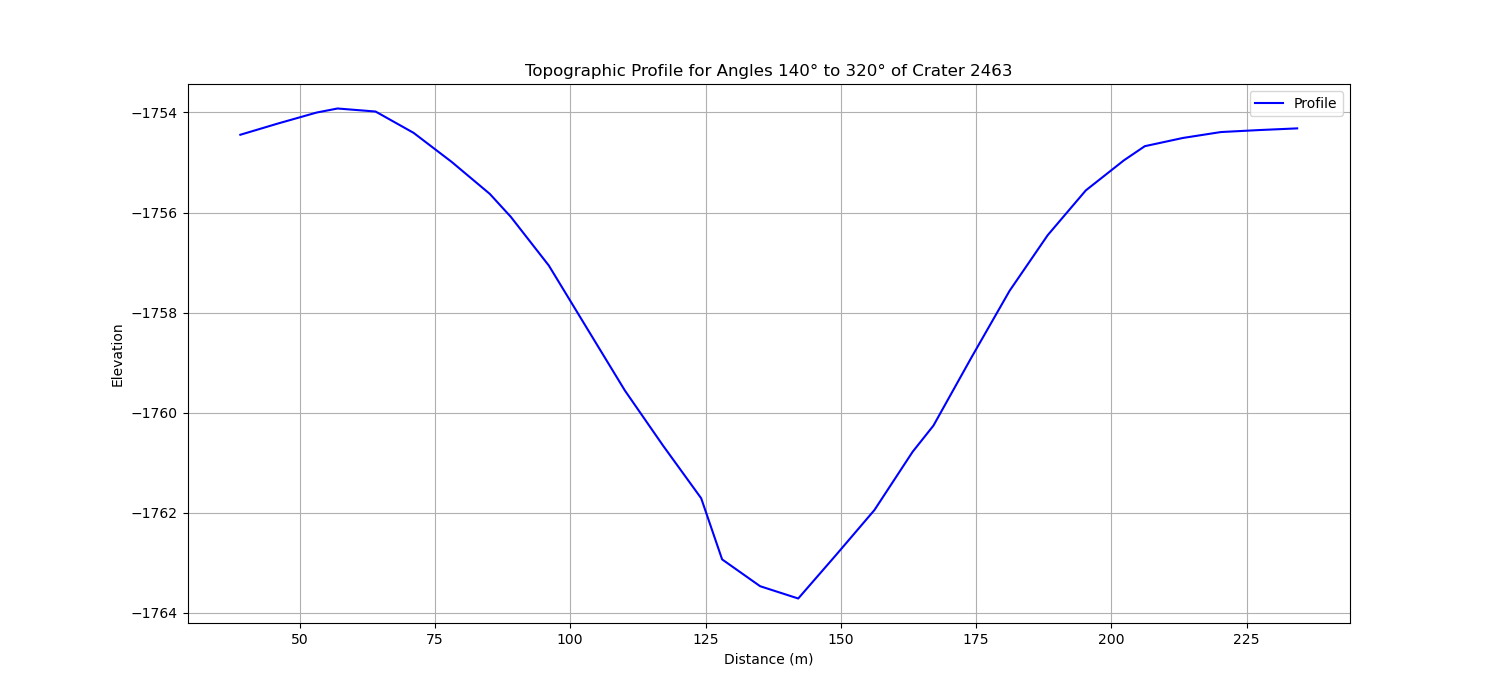 Topographic Profile for Angles 140° to 320° of Crater 2463
Profile
−1754
−1756
−1758
−1760
−1762
−1764
Elevation
50 75 100 125 150 175 200 225
Distance (m)